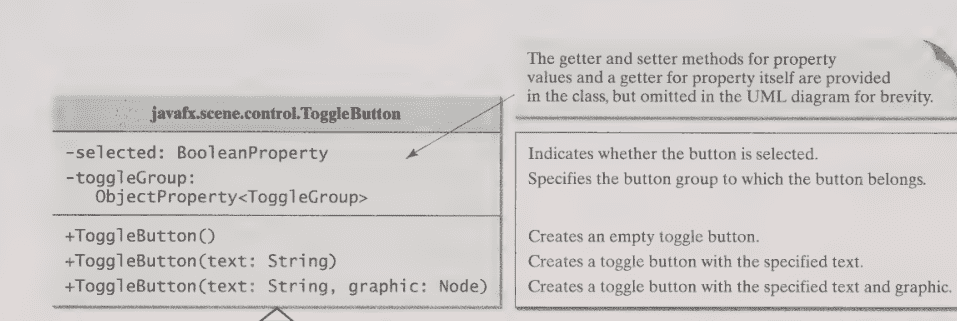 The getter and setter methods for property
values and a getter for property itself are provided
in the class, but omitted in the UML diagram for brevity.
javafx.scene.control.ToggleButton
-selected: BooleanProperty
Indicates whether the button is selected.
-toggleGroup:
Specifies the button group to which the button belongs.
ObjectProperty<ToggleGroup>
+ToggleButton()
Creates an empty toggle button.
+ToggleButton(text: String)
Creates a toggle button with the specified text.
+ToggleButton(text: String, graphic: Node)
Creates a toggle button with the specified text and graphic.